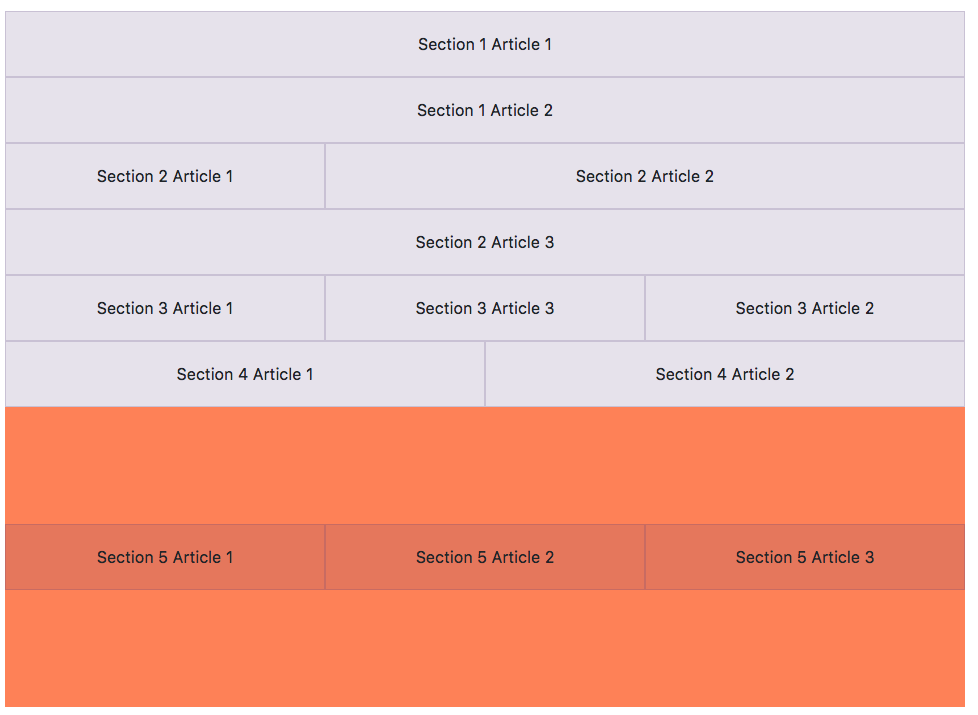 Section 1 Article 1
Section 1 Article 2
Section 2 Article 1
Section 2 Article 2
Section 2 Article 3
Section 3 Article 1
Section 3 Article 3
Section 3 Article 2
Section 4 Article 1
Section 4 Article 2
Section 5 Article 1
Section 5 Article 2
Section 5 Article 3